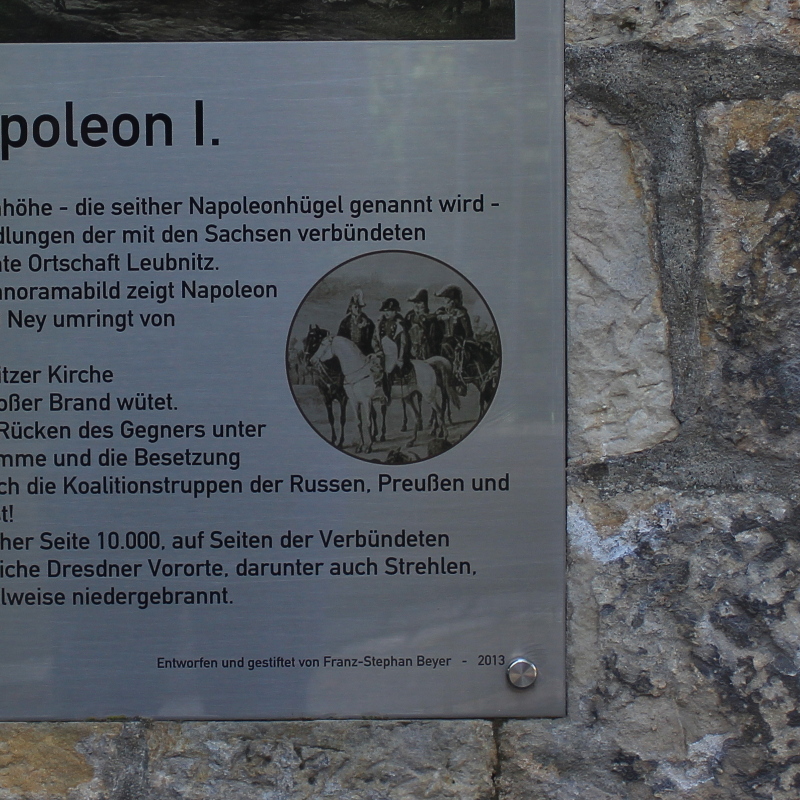 poleon I.
höhe - die seither Napoleonhügel genannt wird -
dlungen der mit den Sachsen verbündeten
te Ortschaft Leubnitz.
noramabild zeigt Napoleon
Ney umringt von
itzer Kirche
oßer Brand wütet.
Rücken des Gegners unter
mme und die Besetzung
ch die Koalitionstruppen der Russen, Preußen und
t!
her Seite 10.000, auf Seiten der Verbündeten
iche Dresdner Vororte, darunter auch Strehlen,
lweise niedergebrannt.
Entworfen und gestiftet von Franz-Stephan Beyer - 2013